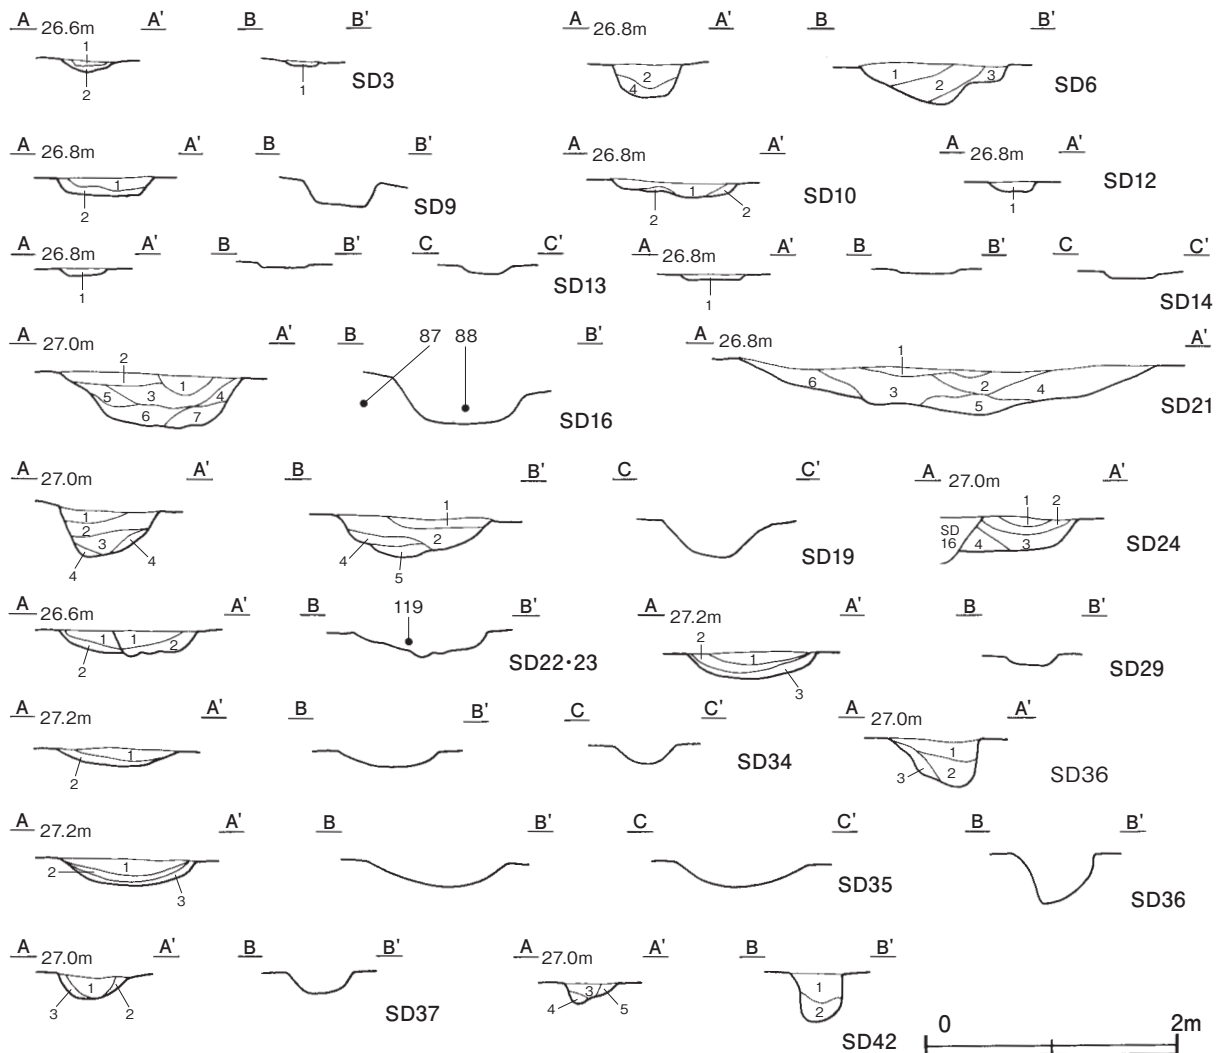 A 26.6m A' B B'
1
2
1
SD3
A 26.8m A' B B'
2
4
1
2
3
SD6
A 26.8m A' B B'
1
2
SD9
A 26.8m A'
1
2
2
SD10
A 26.8m A'
1
SD12
A 26.8m A' B B' C C'
1
SD13
A 26.8m A' B B' C C'
1
SD14
A 27.0m A' B B'
2
1
5
3
4
6
7
87 88
SD16
A 26.8m A'
1
6
3
2
4
5
SD21
A 27.0m A' B B' C C'
1
2
3
4
4
1
2
4
5
SD19
A 27.0m A'
1
2
SD
16
4
3
SD24
A 26.6m A' B B'
1
1
2
2
119
SD22・23
A 27.2m A' B B'
2
1
3
SD29
A 27.2m A' B B' C C'
1
2
SD34
A 27.0m A'
1
2
3
SD36
A 27.2m A' B B' C C'
1
2
3
SD35
B B'
SD36
A 27.0m A' B B'
1
3
2
SD37
A 27.0m A' B B'
3
4
5
1
2
SD42
0 2m